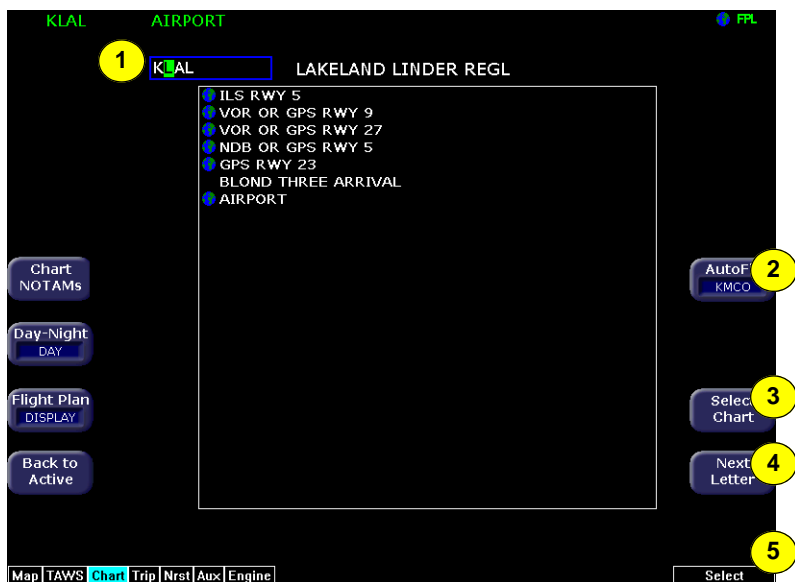 KLAL AIRPORT FPL
1
KLAL LAKELAND LINDER REGL
ILS RWY 5
VOR OR GPS RWY 9
VOR OR GPS RWY 27
NDB OR GPS RWY 5
GPS RWY 23
BLOND THREE ARRIVAL
AIRPORT
Chart
NOTAMs
AutoF
KMCO
2
Day-Night
DAY
Flight Plan
DISPLAY
Selec
Chart
3
Back to
Active
Next
Letter
4
5
Map TAWS Chart Trip Nrst Aux Engine Select